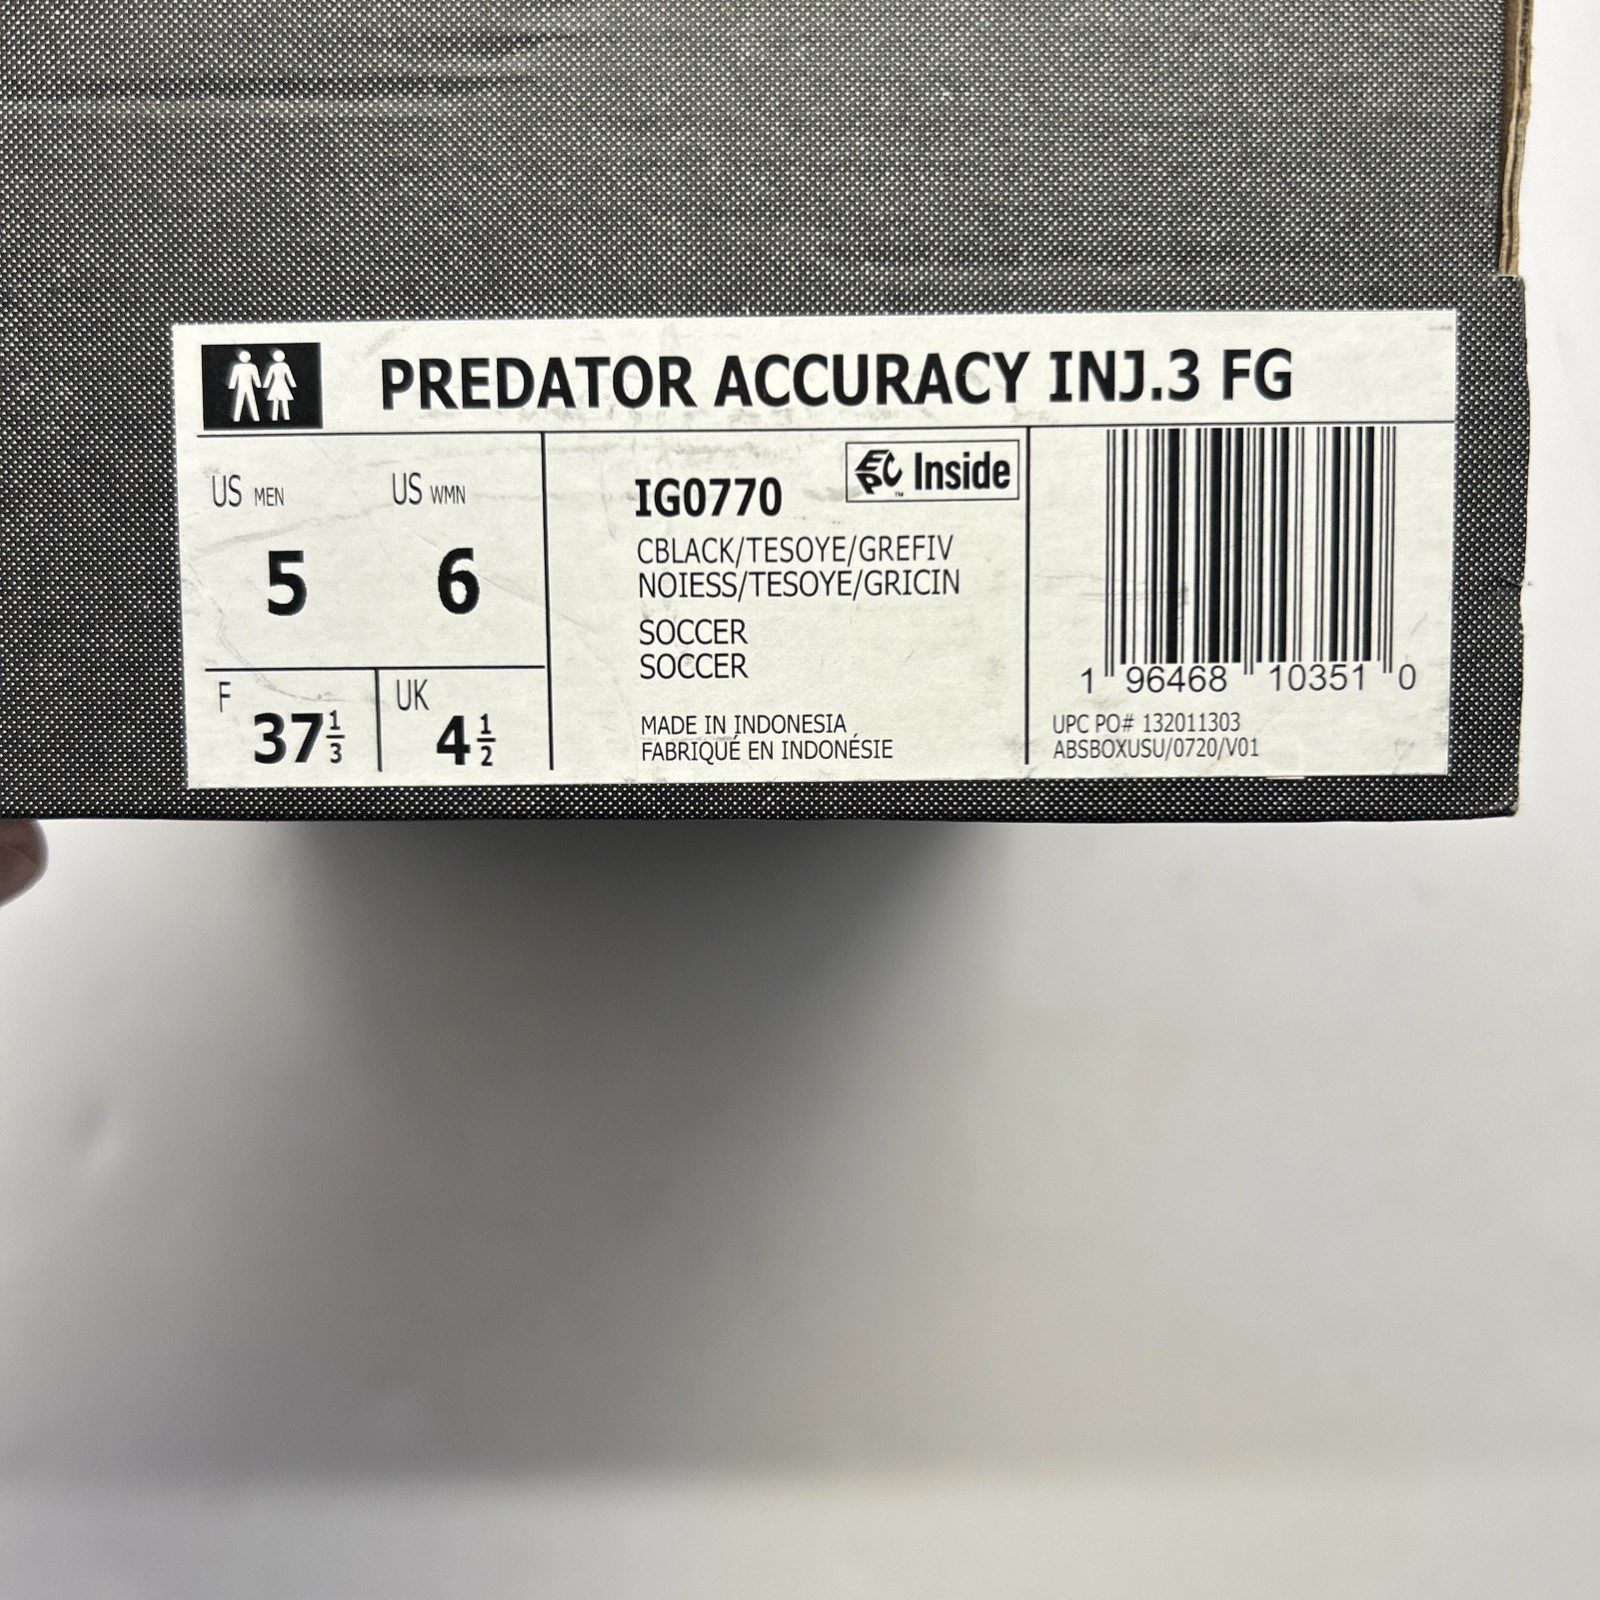 PREDATOR ACCURACY INJ.3 FG
US MEN
5
US WMN
6
F
37 1/3
UK
4 1/2
IG0770
EPC™ Inside
CBLACK/TESOYE/GREFIV
NOIESS/TESOYE/GRICIN
SOCCER
SOCCER
MADE IN INDONESIA
FABRIQUÉ EN INDONÉSIE
1 96468 10351 0
UPC PO# 132011303
ABSBOXUSU/0720/V01